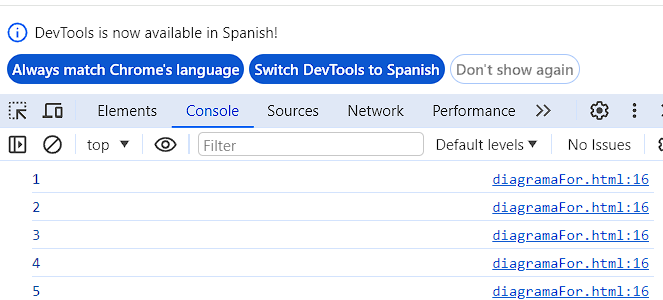 DevTools is now available in Spanish!
Always match Chrome's language Switch DevTools to Spanish Don't show again
Elements Console Sources Network Performance
top Filter Default levels No Issues
1 diagramaFor.html:16
2 diagramaFor.html:16
3 diagramaFor.html:16
4 diagramaFor.html:16
5 diagramaFor.html:16